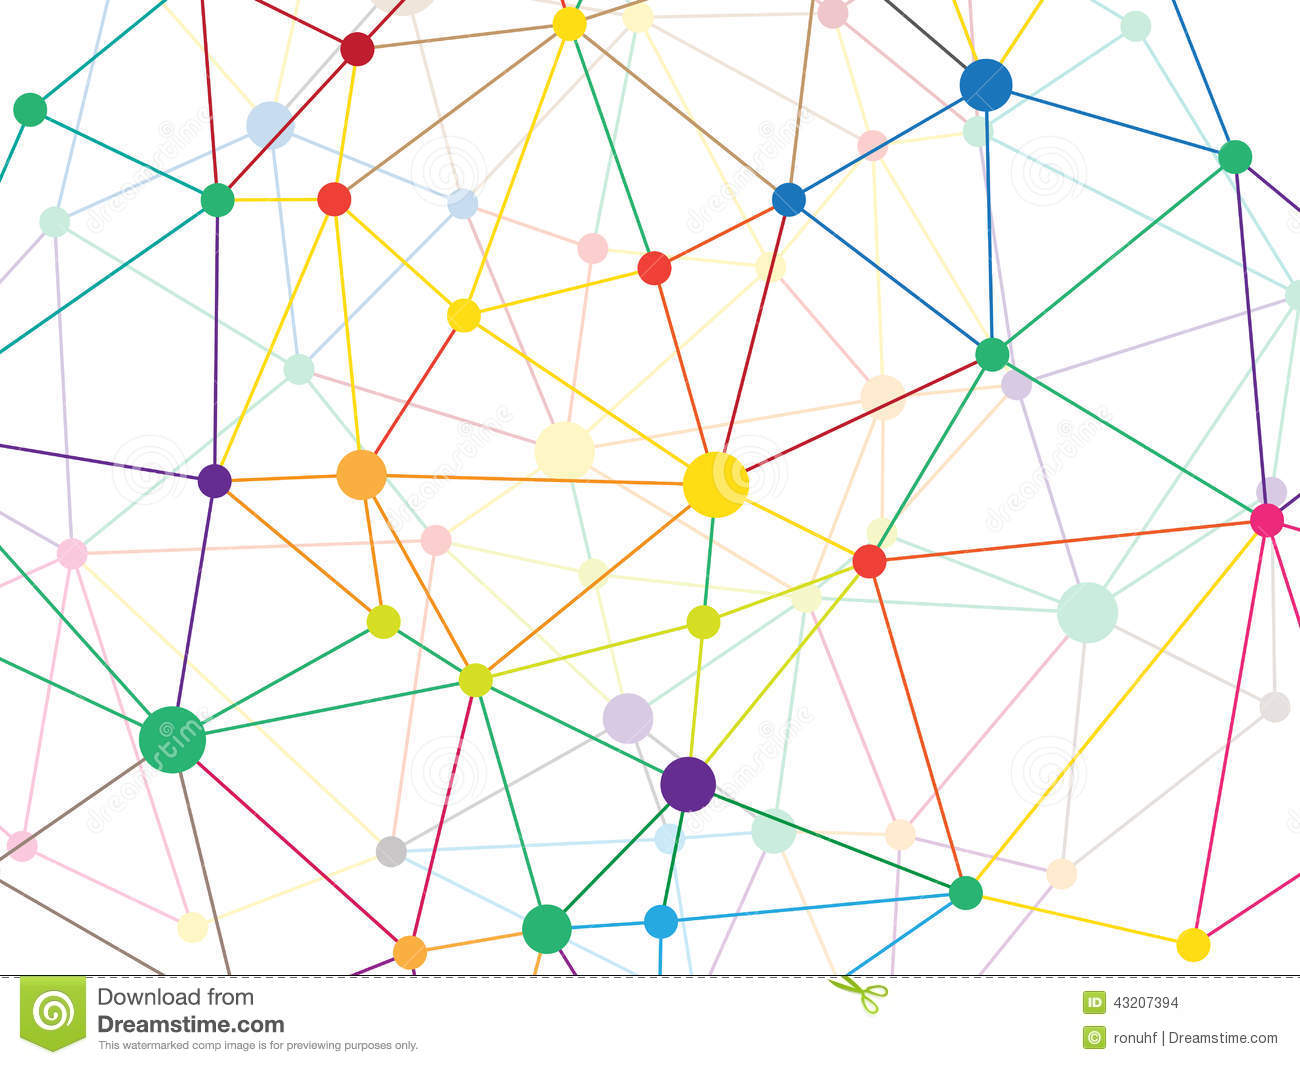 Download from
Dreamstime.com
This watermarked comp image is for previewing purposes only.
ID 43207394
© ronuhf | Dreamstime.com